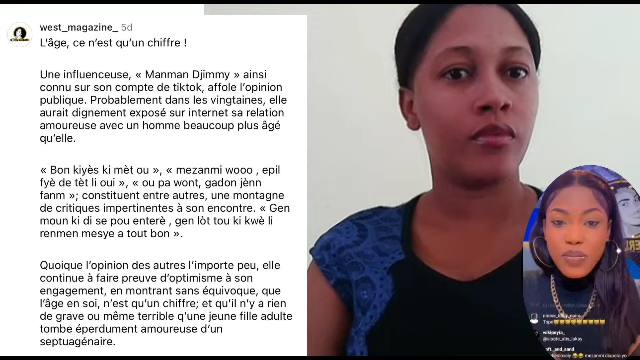 west_magazine_ 5d
L'âge, ce n'est qu'un chiffre !
Une influenceuse, « Manman Djimmy » ainsi
connu sur son compte de tiktok, affole l'opinion
publique. Probablement dans les vingtaines, elle
aurait dignement exposé sur internet sa relation
amoureuse avec un homme beaucoup plus âgé
qu'elle.
« Bon kiyès ki mèt ou », « mezanmi wooo , epil
fyè de tèt li oui », « ou pa wont, gadon jènn
fanm »; constituent entre autres, une montagne
de critiques impertinentes à son encontre. « Gen
moun ki di se pou enterè , gen lòt tou ki kwè li
renmen mesye a tout bon ».
Quoique l'opinion des autres l'importe peu, elle
continue à faire preuve d'optimisme à son
engagement, en montrant sans équivoque, que
l'âge en soi, n'est qu'un chiffre; et qu'il n'y a rien
de grave ou même terrible q'une jeune fille adulte
tombe éperdument amoureuse d'un
septuagénaire.